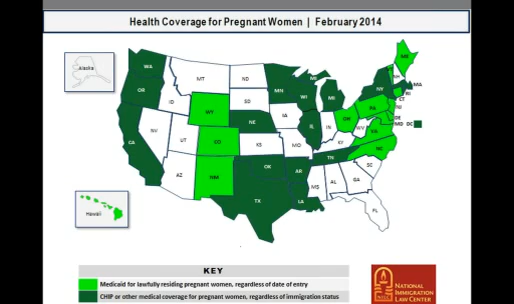 Health Coverage for Pregnant Women | February 2014
Alaska
WA
MT
ND
MN
ME
OR
ID
SD
WI
MI
MI
NY
MA
RI
CT
WY
NE
IA
PA
NJ
NV
UT
CO
IL
IN
OH
DE
MD
DC
CA
KS
MO
WV
VA
KY
AZ
NM
OK
AR
TN
NC
SC
TX
LA
MS
AL
GA
FL
Hawaii
KEY
Medicaid for lawfully residing pregnant women, regardless of date of entry
CHIP or other medical coverage for pregnant women, regardless of immigration status
NATIONAL
IMMIGRATION
LAW CENTER